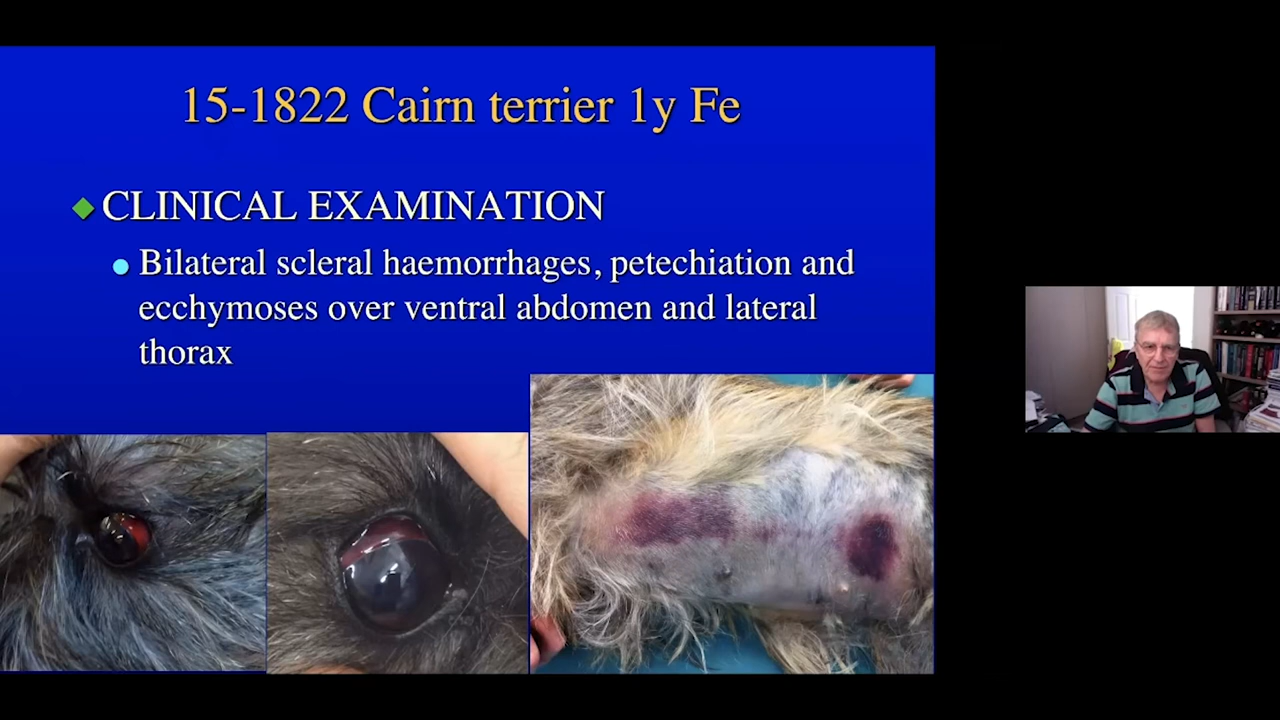 15-1822 Cairn terrier 1y Fe
CLINICAL EXAMINATION
Bilateral scleral haemorrhages, petechiation and
ecchymoses over ventral abdomen and lateral
thorax